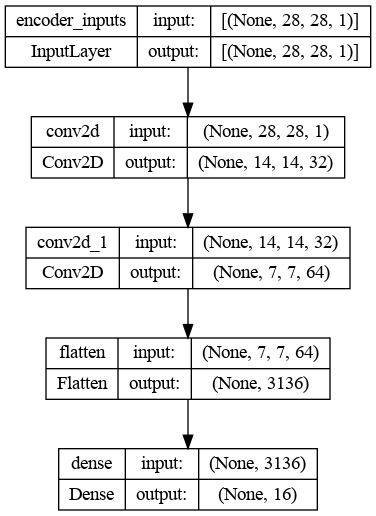 encoder_inputs input: [(None, 28, 28, 1)]
InputLayer output: [(None, 28, 28, 1)]
conv2d input: (None, 28, 28, 1)
Conv2D output: (None, 14, 14, 32)
conv2d_1 input: (None, 14, 14, 32)
Conv2D output: (None, 7, 7, 64)
flatten input: (None, 7, 7, 64)
Flatten output: (None, 3136)
dense input: (None, 3136)
Dense output: (None, 16)